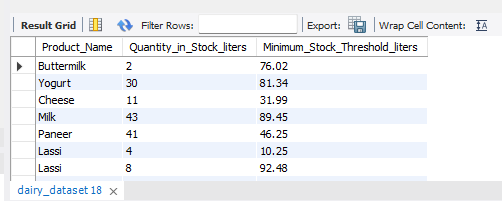 Result Grid Filter Rows: Export: Wrap Cell Content:
Product_Name Quantity_in_Stock_liters Minimum_Stock_Threshold_liters
Buttermilk 2 76.02
Yogurt 30 81.34
Cheese 11 31.99
Milk 43 89.45
Paneer 41 46.25
Lassi 4 10.25
Lassi 8 92.48
dairy_dataset 18